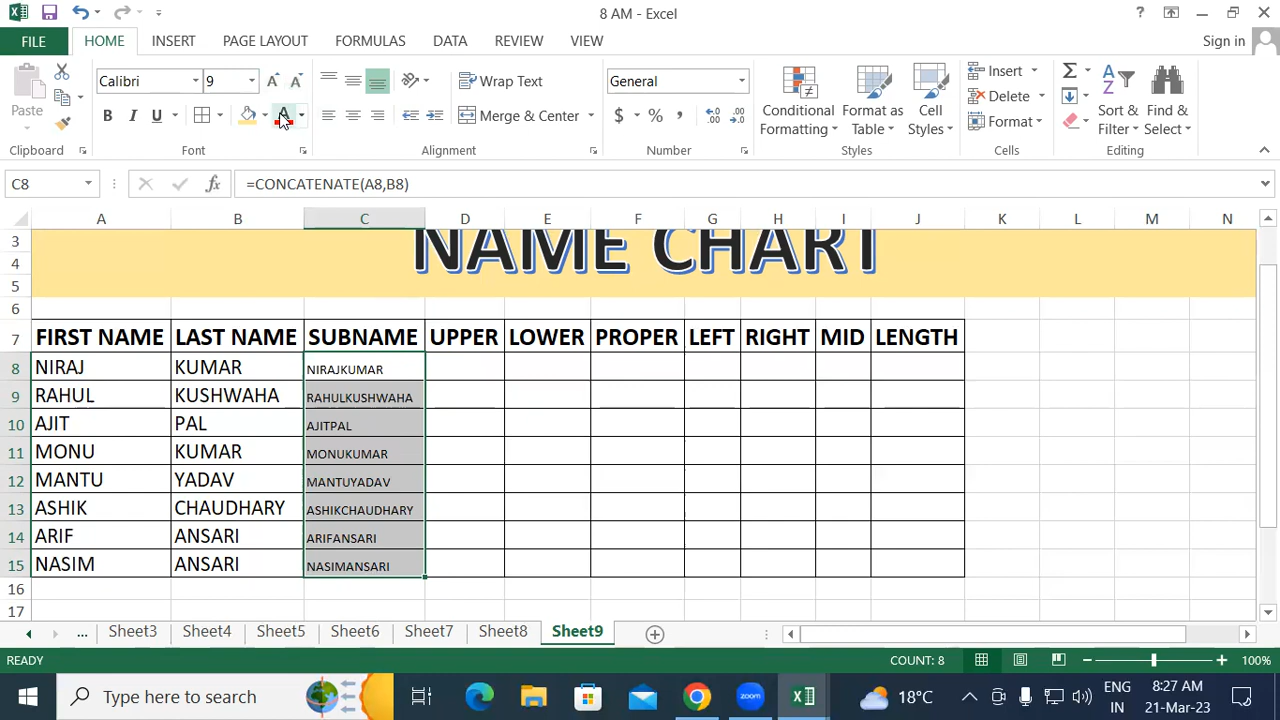 8 AM - Excel
Sign in
FILE HOME INSERT PAGE LAYOUT FORMULAS DATA REVIEW VIEW
Paste
Calibri 9
Wrap Text
General
Merge & Center
Conditional Formatting
Format as Table
Cell Styles
Insert
Delete
Format
Sort & Filter
Find & Select
Clipboard Font Alignment Number Styles Cells Editing
C8 =CONCATENATE(A8,B8)
A B C D E F G H I J K L M N
3
4 NAME CHART
5
6
7 FIRST NAME LAST NAME SUBNAME UPPER LOWER PROPER LEFT RIGHT MID LENGTH
8 NIRAJ KUMAR NIRAJKUMAR
9 RAHUL KUSHWAHA RAHULKUSHWAHA
10 AJIT PAL AJITPAL
11 MONU KUMAR MONUKUMAR
12 MANTU YADAV MANTUYADAV
13 ASHIK CHAUDHARY ASHIKCHAUDHARY
14 ARIF ANSARI ARIFANSARI
15 NASIM ANSARI NASIMANSARI
16
17
... Sheet3 Sheet4 Sheet5 Sheet6 Sheet7 Sheet8 Sheet9
READY COUNT: 8 100%
Type here to search
zoom
18°C
ENG
IN
8:27 AM
21-Mar-23